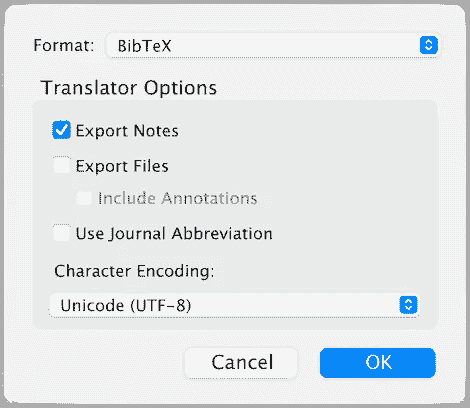 Format: BibTeX
Translator Options
Export Notes
Export Files
Include Annotations
Use Journal Abbreviation
Character Encoding:
Unicode (UTF-8)
Cancel OK